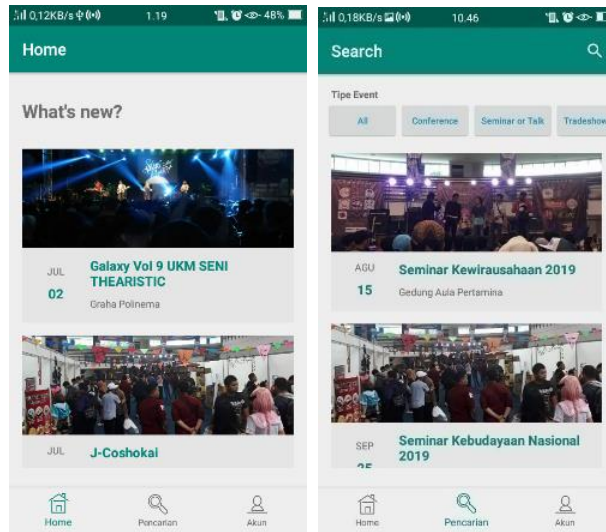 0,12KB/s
1.19
48%
Home
What's new?
JUL
02
Galaxy Vol 9 UKM SENI
THEARISTIC
Graha Polinema
JUL
J-Coshokai
Home
Pencarian
Akun
0,18KB/s
10.46
Search
Tipe Event
All
Conference
Seminar or Talk
Tradeshow
AGU
15
Seminar Kewirausahaan 2019
Gedung Aula Pertamina
SEP
25
Seminar Kebudayaan Nasional
2019
Home
Pencarian
Akun